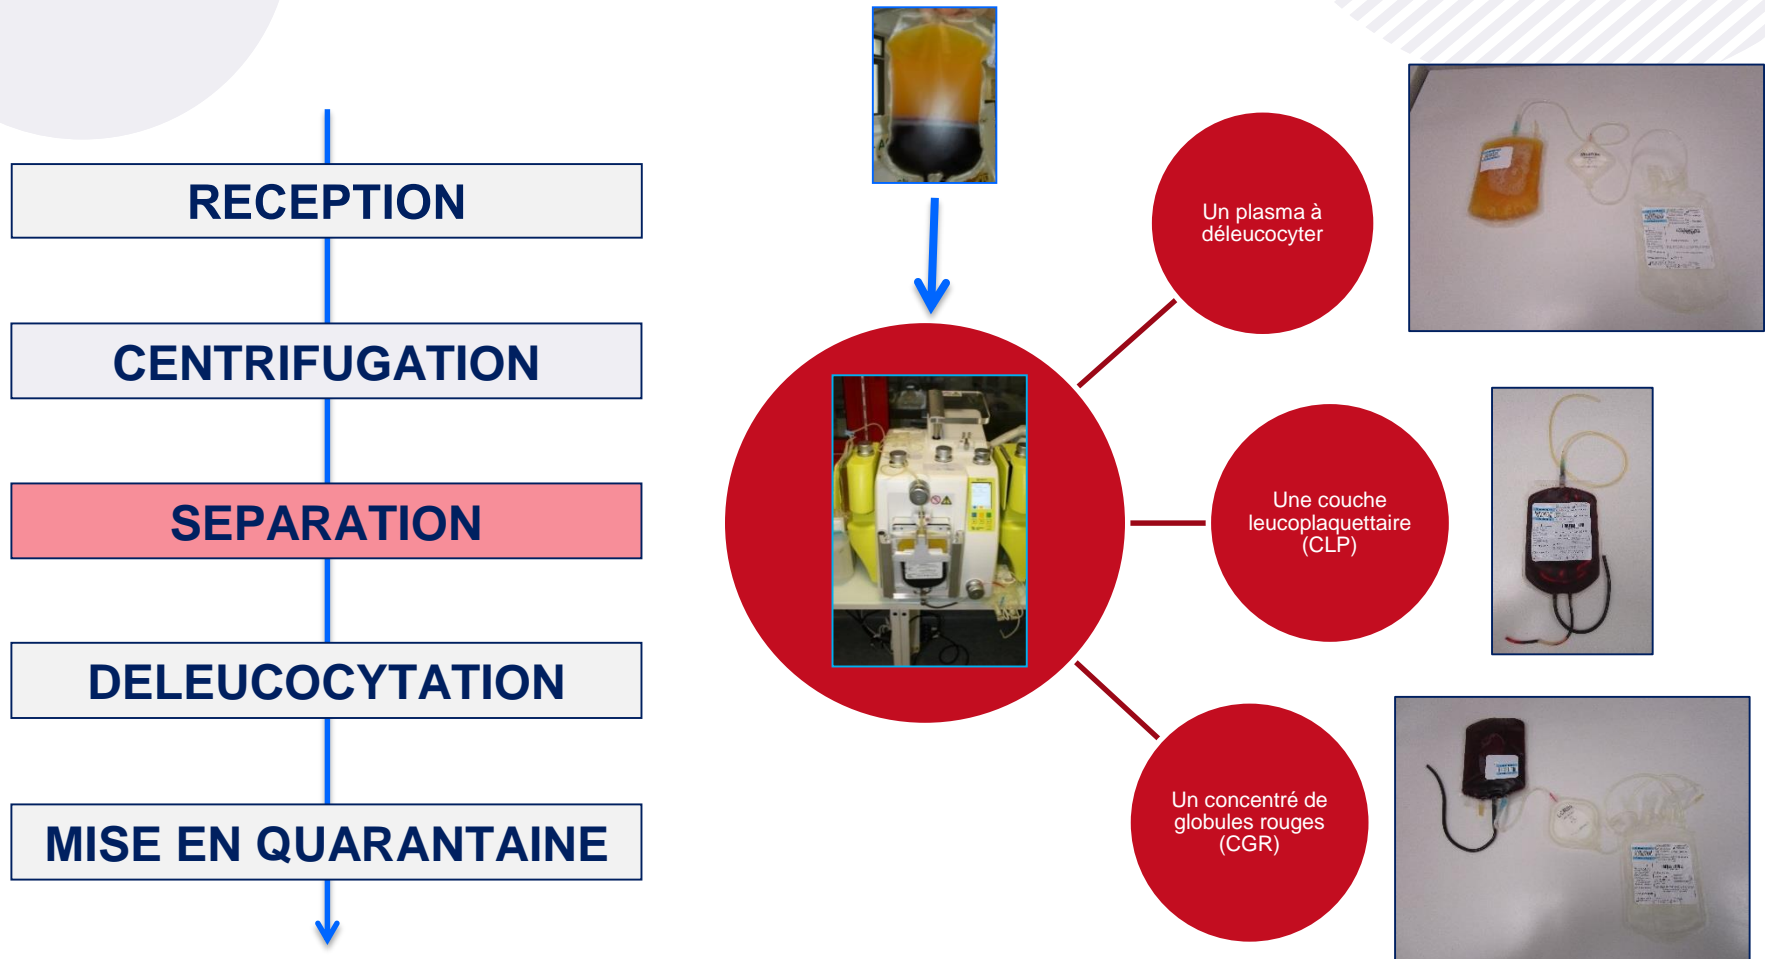 RECEPTION
CENTRIFUGATION
SEPARATION
DELEUCOCYTATION
MISE EN QUARANTAINE
Un plasma à
déleucocyter
Une couche
leucoplaquettaire
(CLP)
Un concentré de
globules rouges
(CGR)